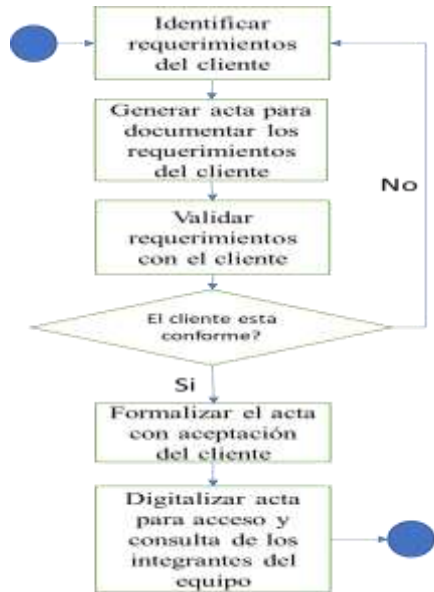 Identificar
requerimientos
del cliente
Generar acta para
documentar los
requerimientos
del cliente
No
Validar
requerimientos
con el cliente
El cliente esta
conforme?
Si
Formalizar el acta
con aceptación
del cliente
Digitalizar acta
para acceso y
consulta de los
integrantes del
equipo